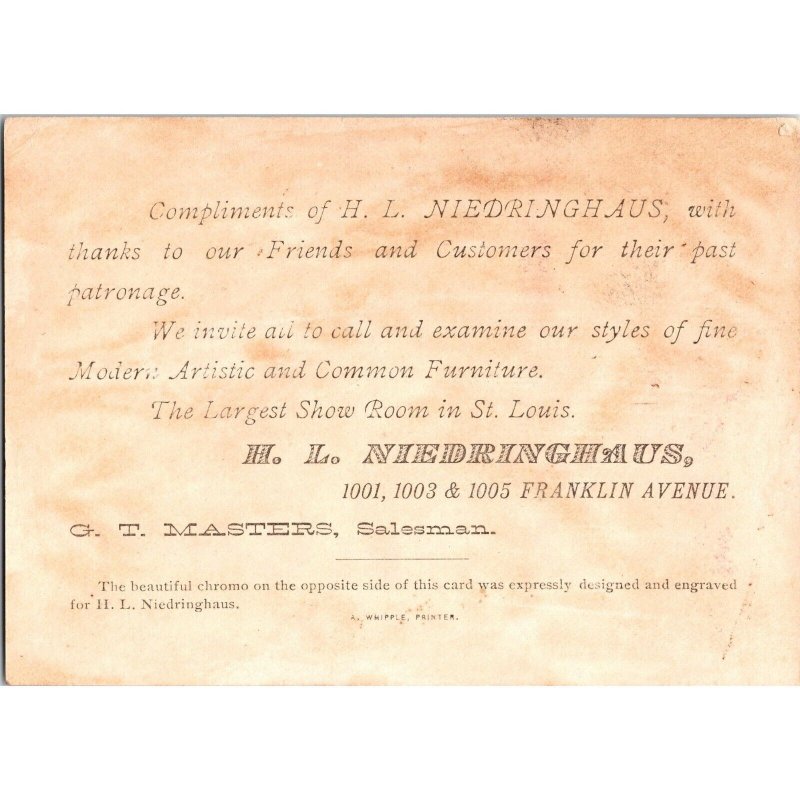 Compliments of H. L. NIEDRINGHAUS, with
thanks to our Friends and Customers for their past
patronage.
We invite all to call and examine our styles of fine
Modern Artistic and Common Furniture.
The Largest Show Room in St. Louis.
H. L. NIEDRINGHAUS,
1001, 1003 & 1005 FRANKLIN AVENUE.
G. T. MASTERS, Salesman.
The beautiful chromo on the opposite side of this card was expressly designed and engraved
for H. L. Niedringhaus.
WHIPPLE, PRINTER.